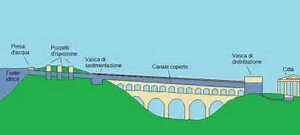 Presa
d'acqua
Pozzetti
d'ispezione
Vasca di
sedimentazione
Canale coperto
Vasca di
distribuzione
Città
Fonte
idrica